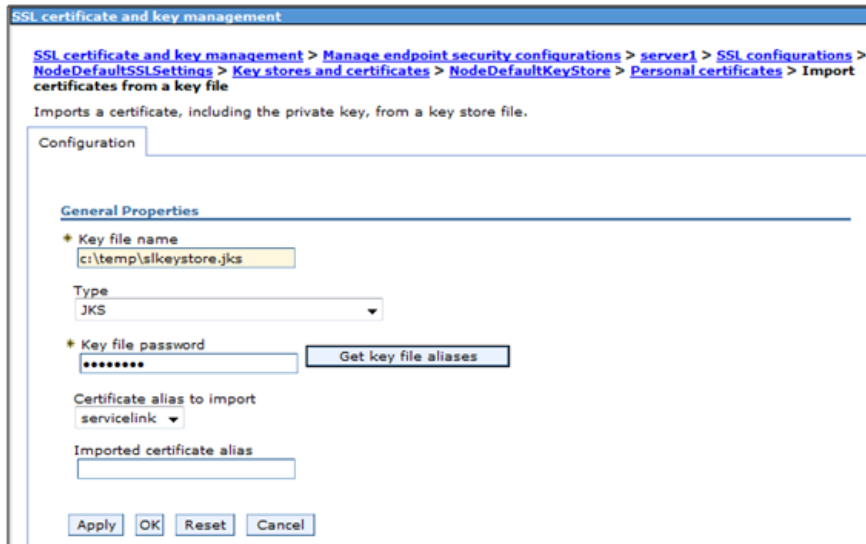 SSL certificate and key management
SSL certificate and key management > Manage endpoint security configurations > server1 > SSL configurations >
NodeDefaultSSLSettings > Key stores and certificates > NodeDefaultKeyStore > Personal certificates > Import
certificates from a key file
Imports a certificate, including the private key, from a key store file.
Configuration
General Properties
* Key file name
c:\temp\slkeystore.jks
Type
JKS
* Key file password
••••••••
Get key file aliases
Certificate alias to import
servicelink
Imported certificate alias
Apply OK Reset Cancel